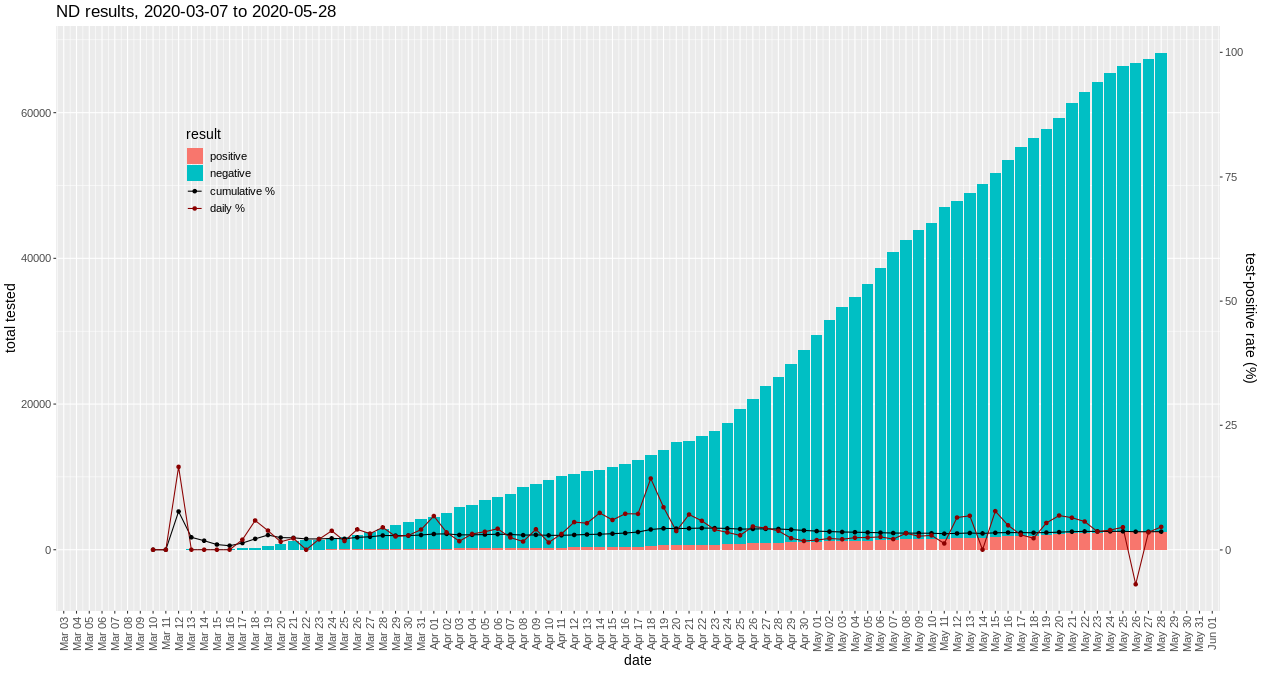 ND results, 2020-03-07 to 2020-05-28
total tested
60000
40000
20000
0
result
positive
negative
cumulative %
daily %
100
75
50
25
0
test-positive rate (%)
Mar 03
Mar 04
Mar 05
Mar 06
Mar 07
Mar 08
Mar 09
Mar 10
Mar 11
Mar 12
Mar 13
Mar 14
Mar 15
Mar 16
Mar 17
Mar 18
Mar 19
Mar 20
Mar 21
Mar 22
Mar 23
Mar 24
Mar 25
Mar 26
Mar 27
Mar 28
Mar 29
Mar 30
Mar 31
Apr 01
Apr 02
Apr 03
Apr 04
Apr 05
Apr 06
Apr 07
Apr 08
Apr 09
Apr 10
Apr 11
Apr 12
Apr 13
Apr 14
Apr 15
Apr 16
Apr 17
Apr 18
Apr 19
Apr 20
Apr 21
Apr 22
Apr 23
Apr 24
Apr 25
Apr 26
Apr 27
Apr 28
Apr 29
Apr 30
May 01
May 02
May 03
May 04
May 05
May 06
May 07
May 08
May 09
May 10
May 11
May 12
May 13
May 14
May 15
May 16
May 17
May 18
May 19
May 20
May 21
May 22
May 23
May 24
May 25
May 26
May 27
May 28
May 29
May 30
May 31
Jun 01
date